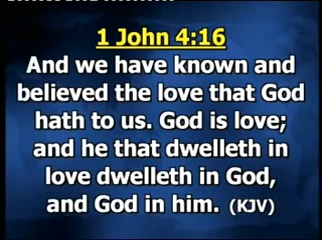 1 John 4:16
And we have known and
believed the love that God
hath to us. God is love;
and he that dwelleth in
love dwelleth in God,
and God in him. (KJV)